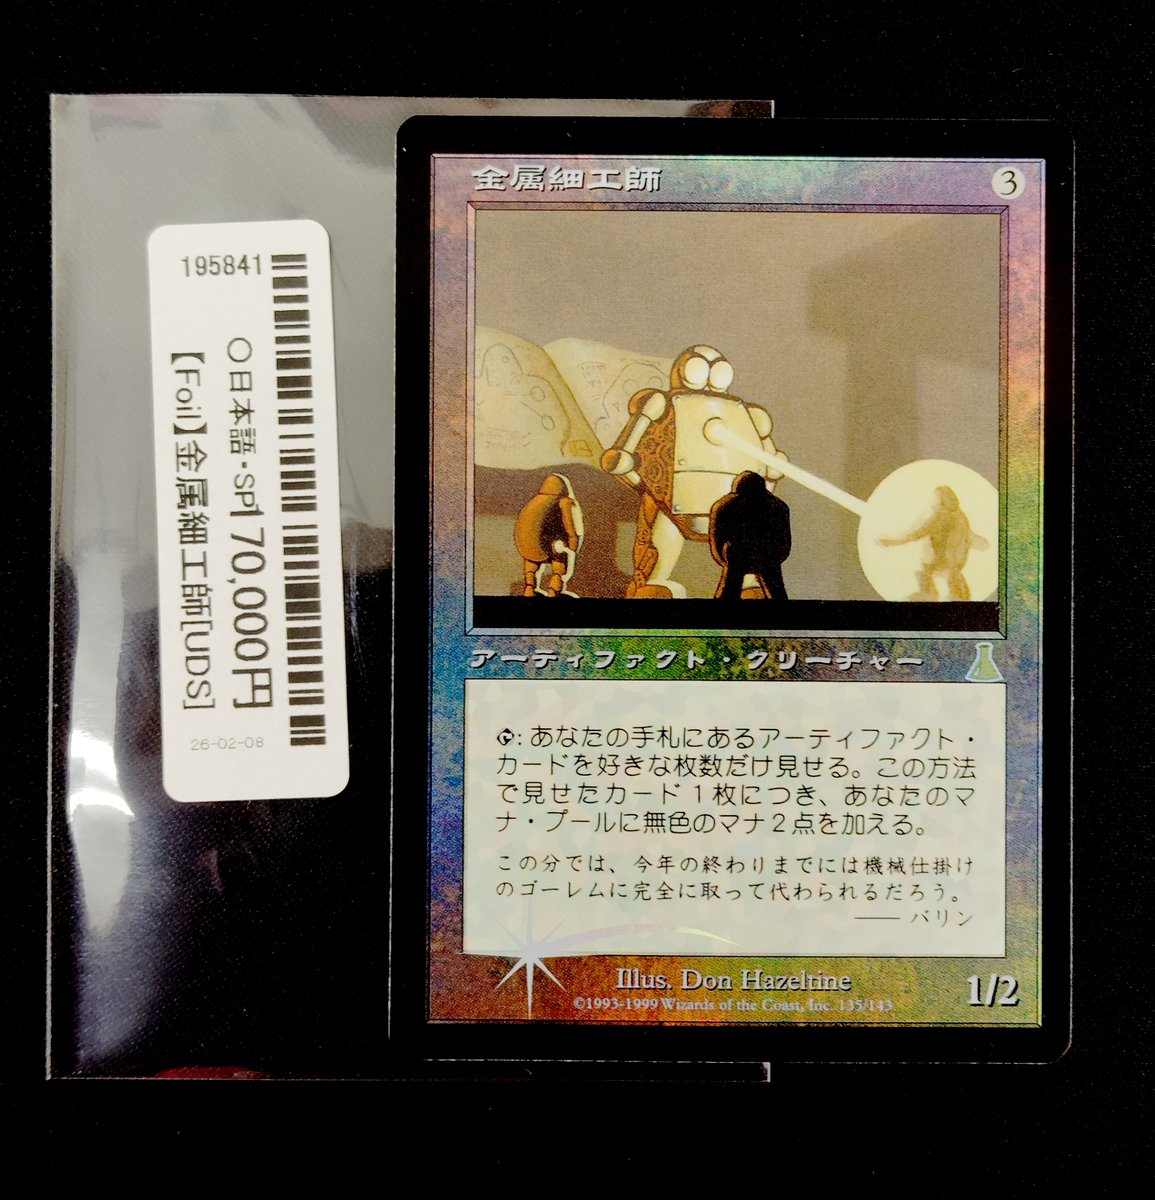 195841
〇日本語・SP 70,000円
【Foil】金属細工師[UDS]
26-02-08
金属細工師
3
アーティファクト・クリーチャー
:あなたの手札にあるアーティファクト・
カードを好きな枚数だけ見せる。この方法
で見せたカード1枚につき、あなたのマ
ナ・プールに無色のマナ2点を加える。
この分では、今年の終わりまでには機械仕掛け
のゴーレムに完全に取って代わられるだろう。
―― バリン
Illus. Don Hazeltine
©1993-1999 Wizards of the Coast, Inc. 135/143
1/2